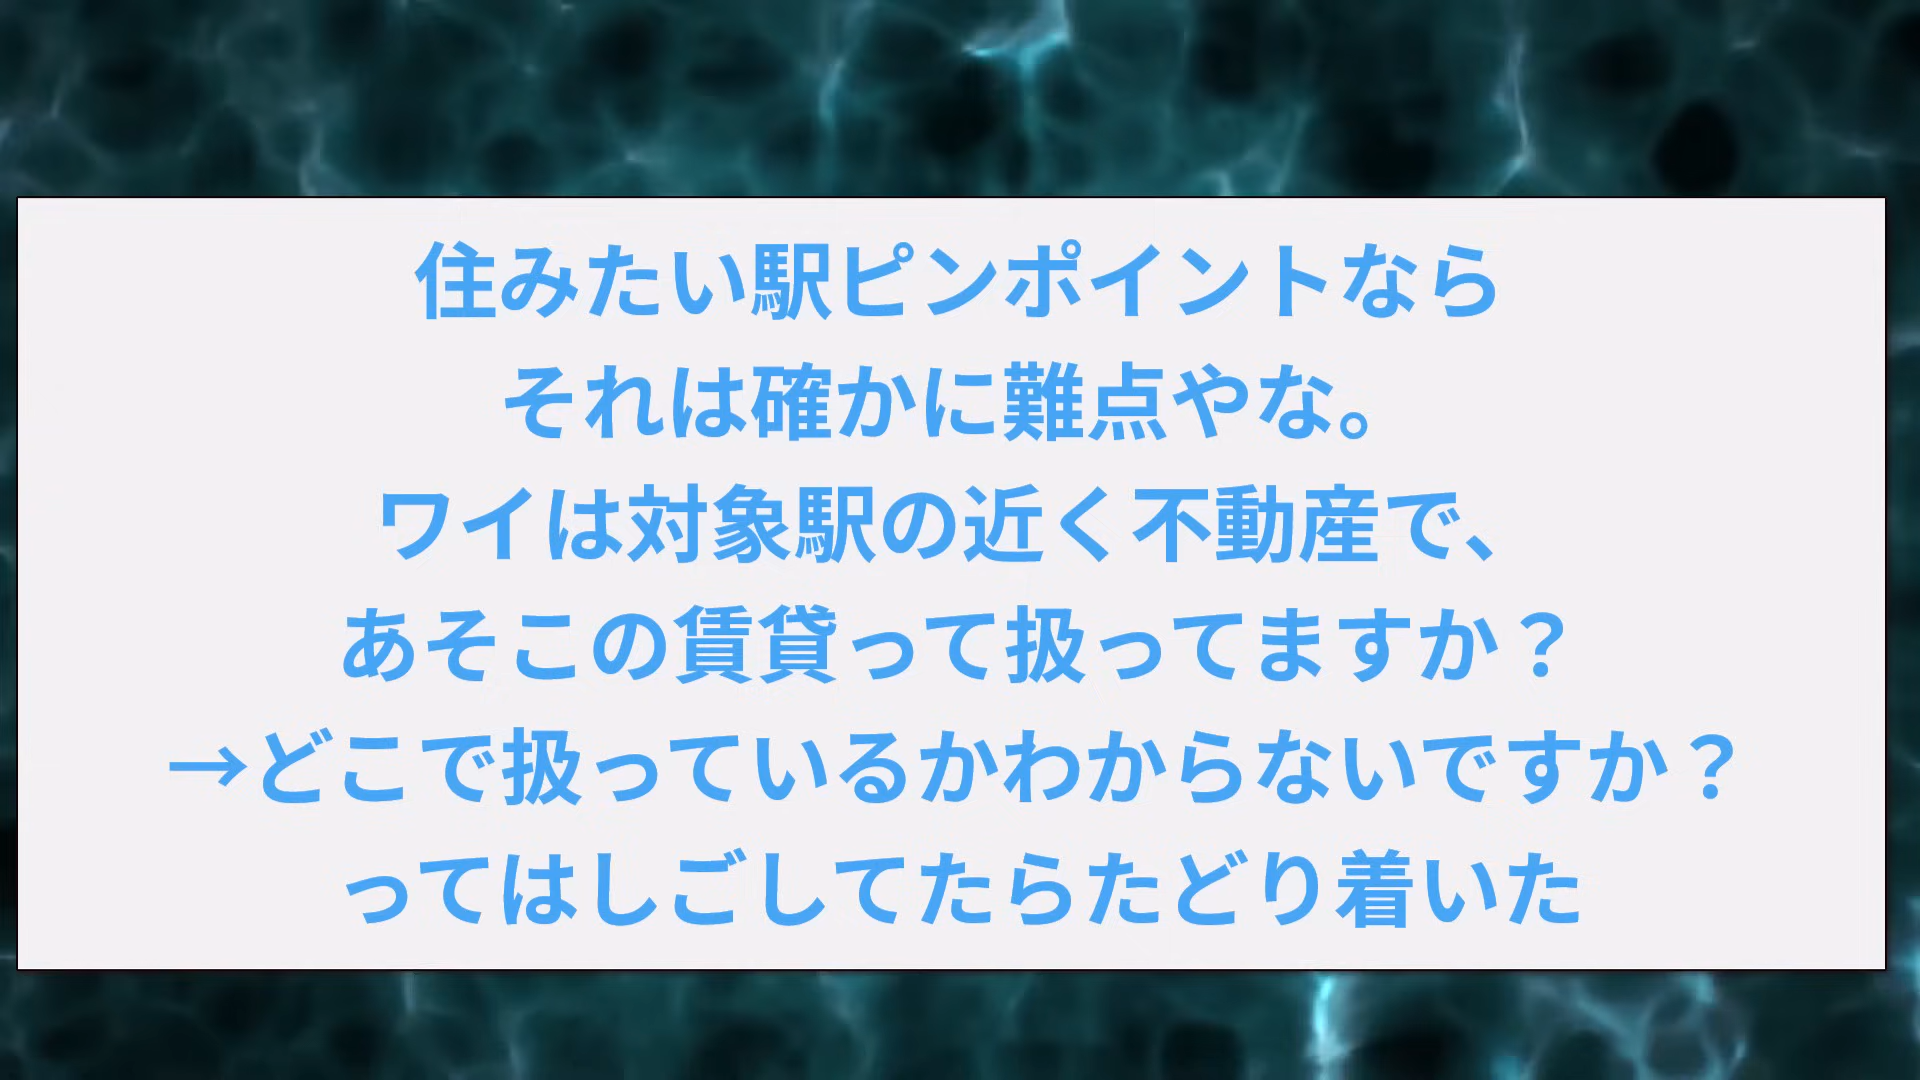 住みたい駅ピンポイントなら
それは確かに難点やな。
ワイは対象駅の近く不動産で、
あそこの賃貸って扱ってますか？
→どこで扱っているかわからないですか？
ってはしごしてたらたどり着いた